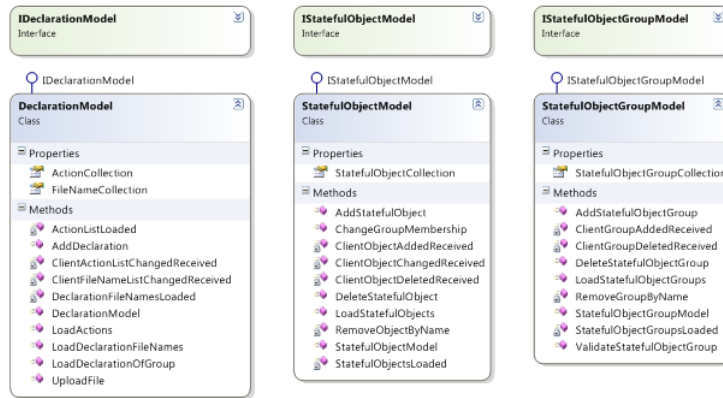 IDeclarationModel
Interface
IDeclarationModel
DeclarationModel
Class
Properties
ActionCollection
FileNameCollection
Methods
ActionListLoaded
AddDeclaration
ClientActionListChangedReceived
ClientFileNameListChangedReceived
DeclarationFileNamesLoaded
DeclarationModel
LoadActions
LoadDeclarationFileNames
LoadDeclarationOfGroup
UploadFile
IStatefulObjectModel
Interface
IStatefulObjectModel
StatefulObjectModel
Class
Properties
StatefulObjectCollection
Methods
AddStatefulObject
ChangeGroupMembership
ClientObjectAddedReceived
ClientObjectChangedReceived
ClientObjectDeletedReceived
DeleteStatefulObject
LoadStatefulObjects
RemoveObjectByName
StatefulObjectModel
StatefulObjectsLoaded
IStatefulObjectGroupModel
Interface
IStatefulObjectGroupModel
StatefulObjectGroupModel
Class
Properties
StatefulObjectGroupCollection
Methods
AddStatefulObjectGroup
ClientGroupAddedReceived
ClientGroupDeletedReceived
DeleteStatefulObjectGroup
LoadStatefulObjectGroups
RemoveGroupByName
StatefulObjectGroupModel
StatefulObjectGroupsLoaded
ValidateStatefulObjectGroup